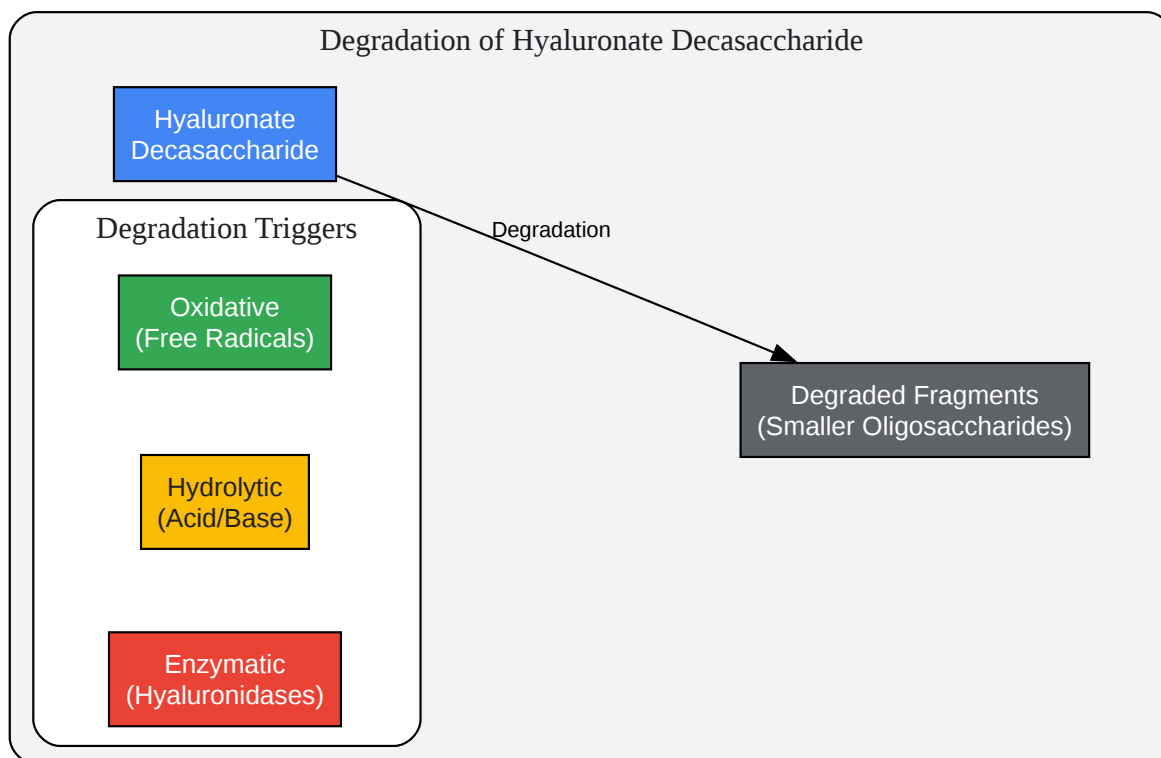 Degradation of Hyaluronate Decasaccharide
Hyaluronate
Decasaccharide
Degradation Triggers
Degradation
Oxidative
(Free Radicals)
Degraded Fragments
(Smaller Oligosaccharides)
Hydrolytic
(Acid/Base)
Enzymatic
(Hyaluronidases)